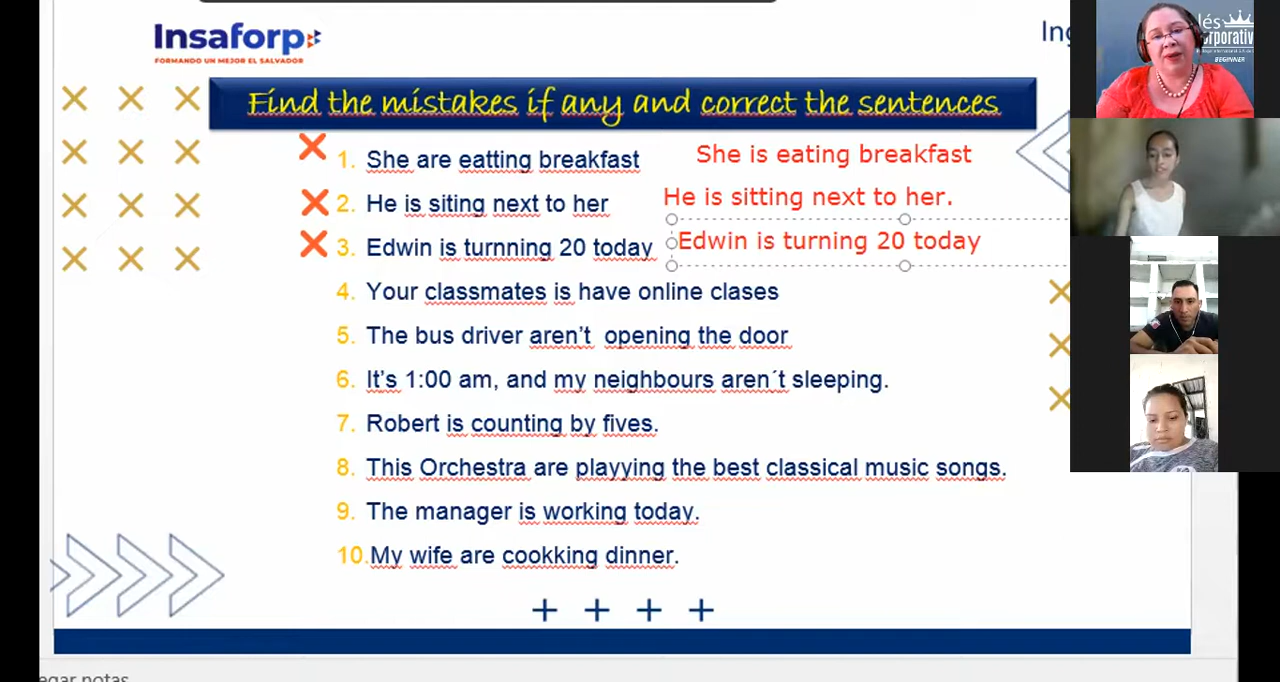 Insaforp
FORMANDO UN MEJOR EL SALVADOR
Find the mistakes if any and correct the sentences
1. She are eatting breakfast
She is eating breakfast
2. He is siting next to her
He is sitting next to her.
3. Edwin is turnning 20 today
Edwin is turning 20 today
4. Your classmates is have online clases
5. The bus driver aren't opening the door
6. It's 1:00 am, and my neighbours aren´t sleeping.
7. Robert is counting by fives.
8. This Orchestra are playying the best classical music songs.
9. The manager is working today.
10. My wife are cookking dinner.
BEGINNER